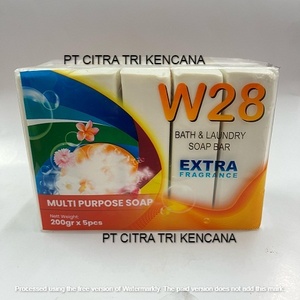 PT CITRA TRI KENCANA
W28
BATH & LAUNDRY
SOAP BAR
EXTRA
FRAGRANCE
MULTI PURPOSE SOAP
Nett Weight:
200gr x 5pcs
PT CITRA TRI KENCANA
Processed using the free version of Watermarkly. The paid version does not add this mark.